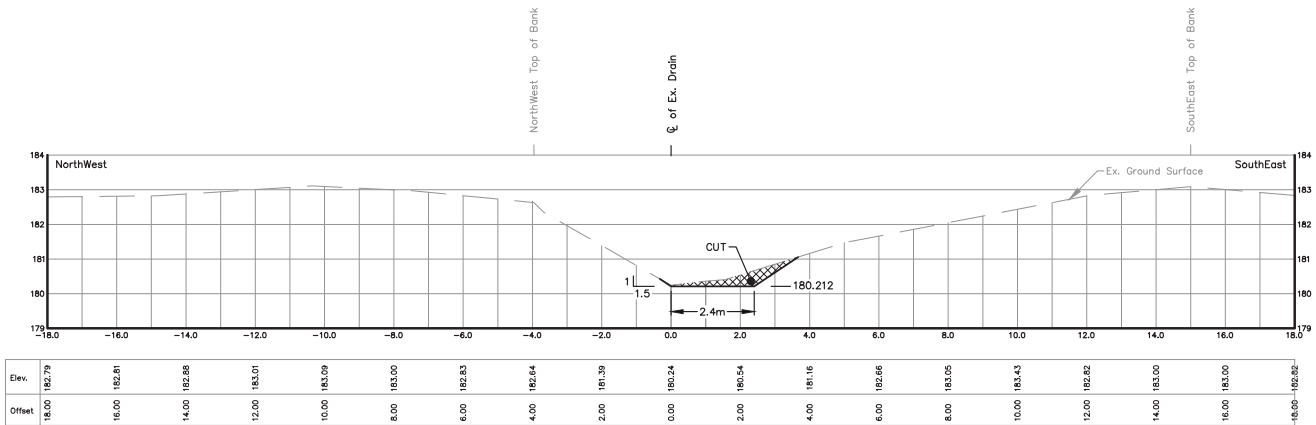 NorthWest Top of Bank
℄ of Ex. Drain
SouthEast Top of Bank
184 184
NorthWest SouthEast
Ex. Ground Surface
183 183
182 182
CUT
181 181
1
1.5
180.212
180 180
2.4m
179 179
-18.0 -16.0 -14.0 -12.0 -10.0 -8.0 -6.0 -4.0 -2.0 0.0 2.0 4.0 6.0 8.0 10.0 12.0 14.0 16.0 18.0
Elev. 182.79 182.81 182.88 183.01 183.09 183.00 182.83 182.64 181.39 180.24 180.54 181.16 182.66 183.05 183.43 182.82 183.00 183.00 182.82
Offset 18.00 16.00 14.00 12.00 10.00 8.00 6.00 4.00 2.00 0.00 2.00 4.00 6.00 8.00 10.00 12.00 14.00 16.00 18.00